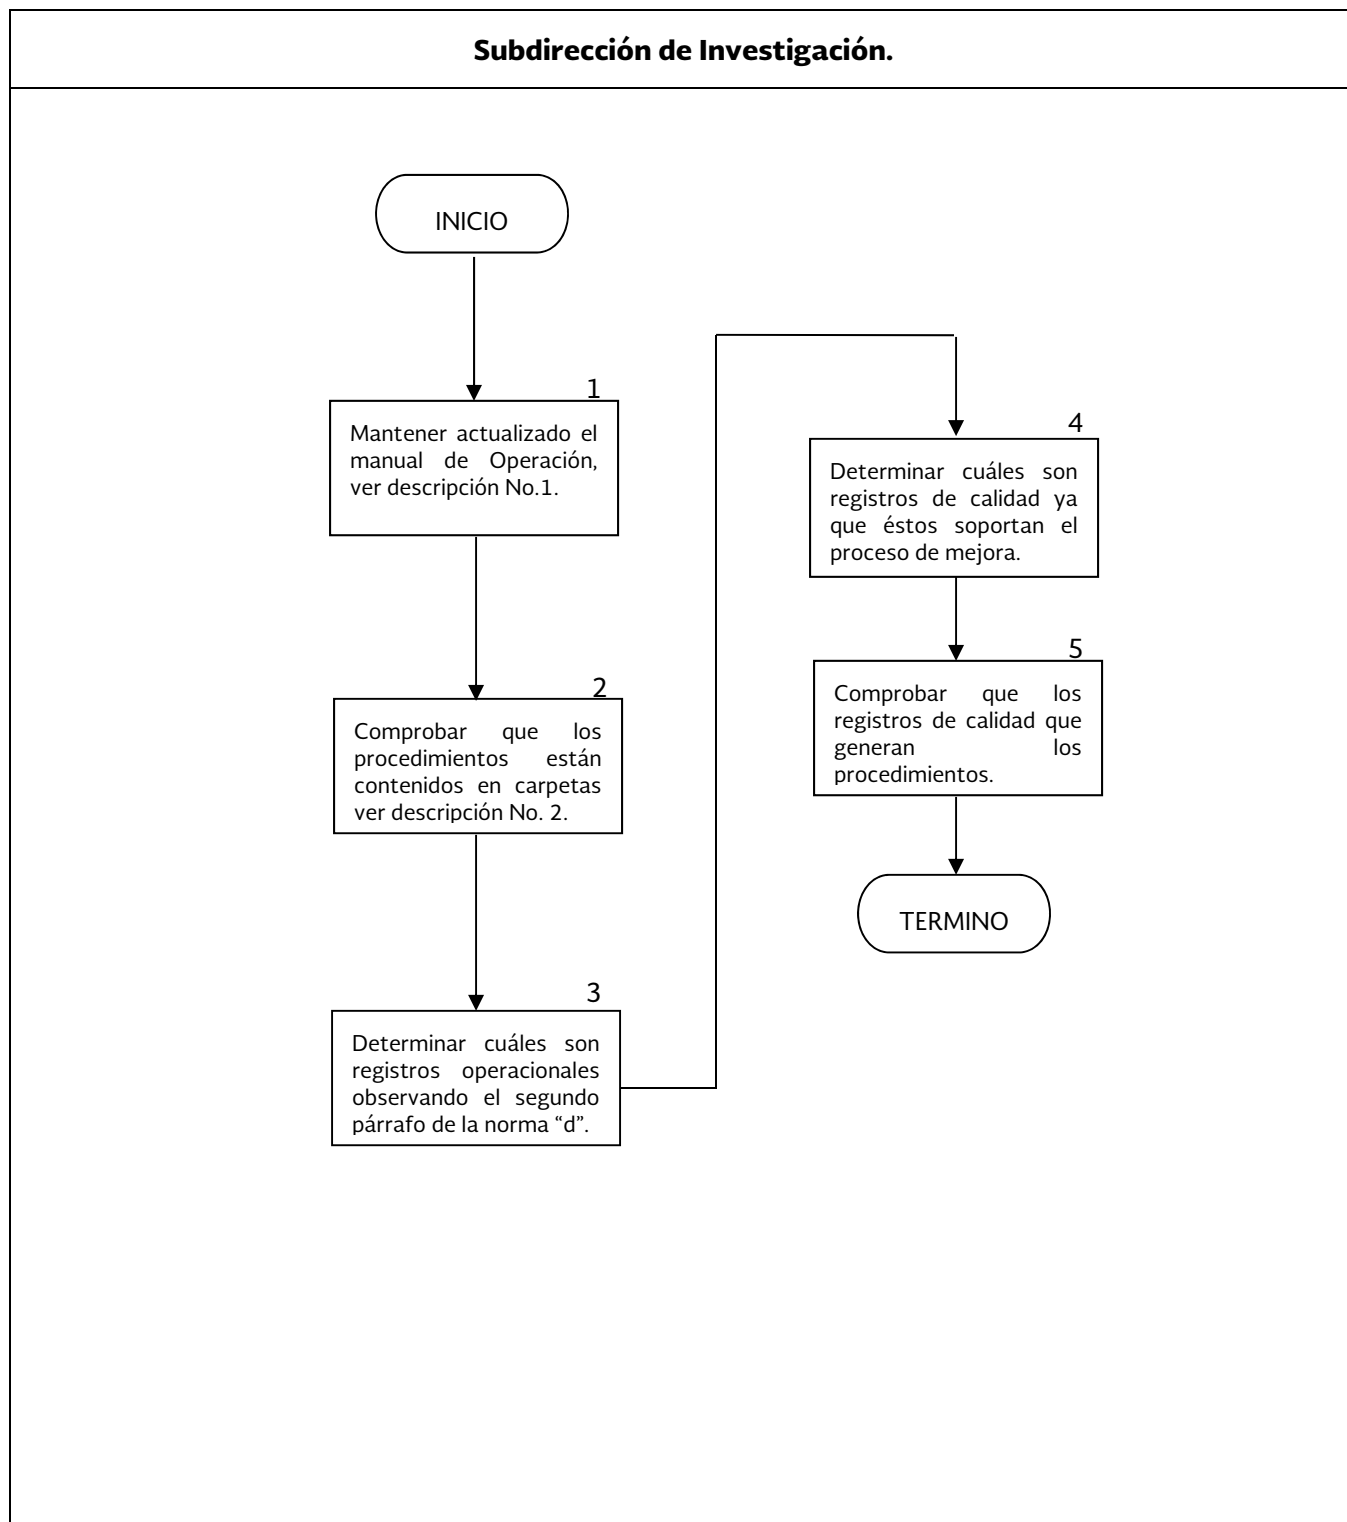 Subdirección de Investigación.
INICIO
1
Mantener actualizado el
manual de Operación,
ver descripción No.1.
2
Comprobar que los
procedimientos están
contenidos en carpetas
ver descripción No. 2.
3
Determinar cuáles son
registros operacionales
observando el segundo
párrafo de la norma “d”.
4
Determinar cuáles son
registros de calidad ya
que éstos soportan el
proceso de mejora.
5
Comprobar que los
registros de calidad que
generan los
procedimientos.
TERMINO